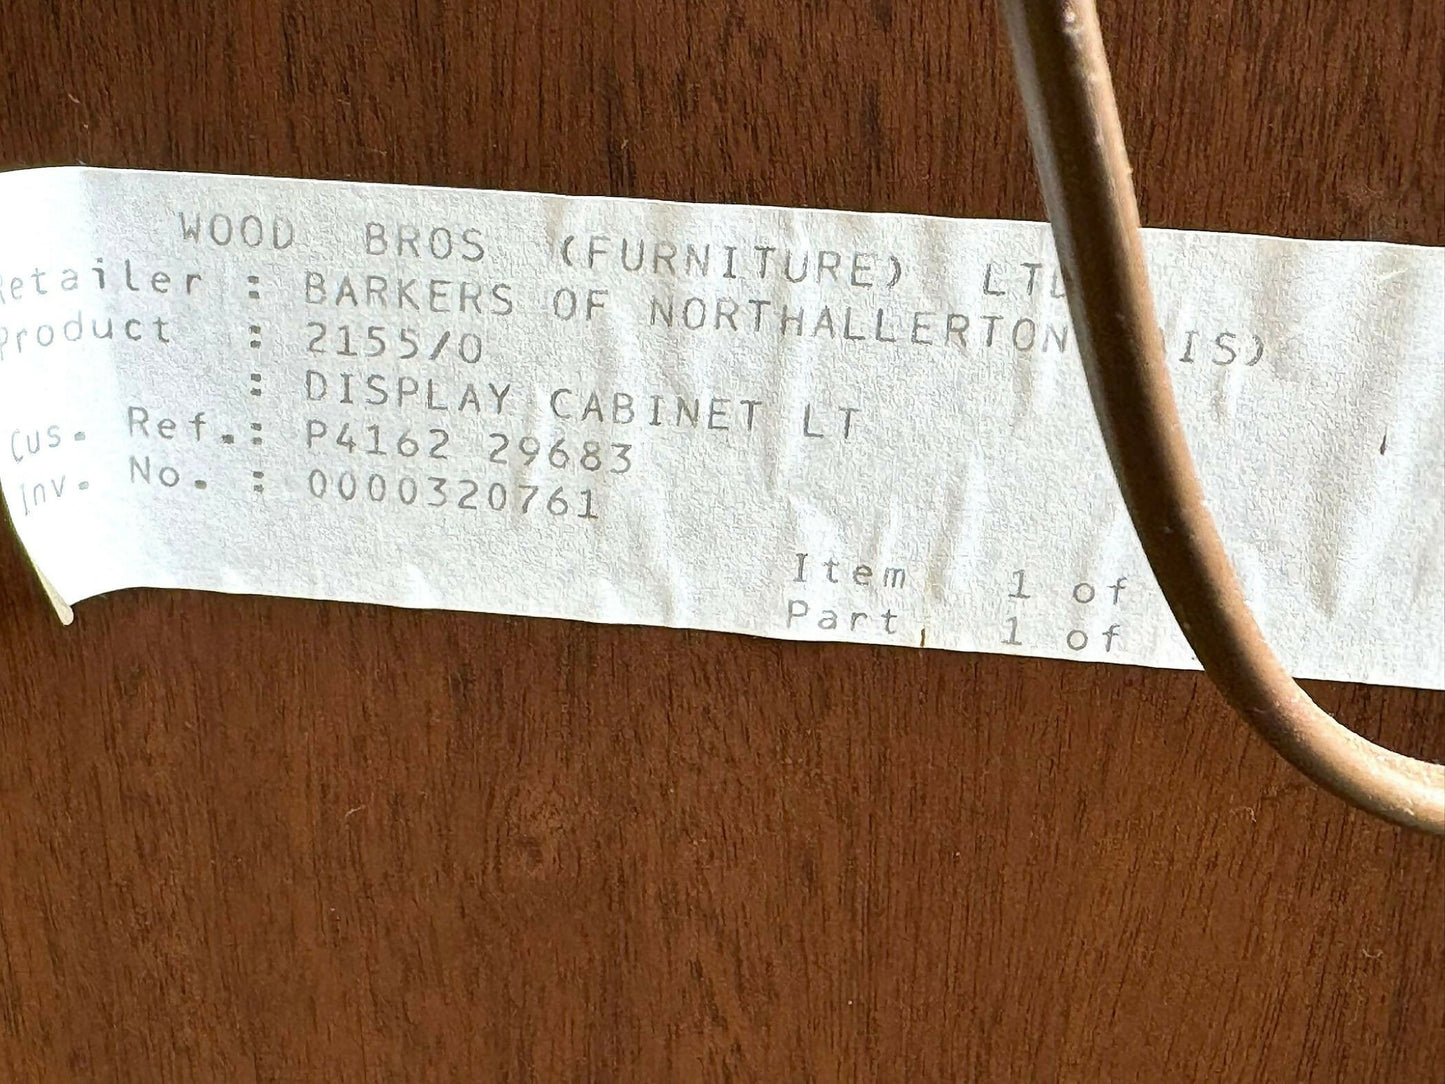 WOOD BROS (FURNITURE) LTD
Retailer : BARKERS OF NORTHALLERTON IS)
Product : 2155/0
: DISPLAY CABINET LT
Cus. Ref.: P4162 29683
Inv. No. : 0000320761
Item 1 of
Part 1 of